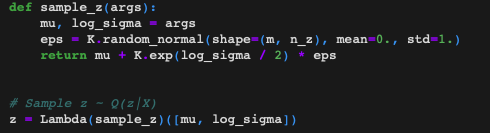 def sample_z(args):
    mu, log_sigma = args
    eps = K.random_normal(shape=(m, n_z), mean=0., std=1.)
    return mu + K.exp(log_sigma / 2) * eps
# Sample z ~ Q(z|X)
z = Lambda(sample_z)([mu, log_sigma])